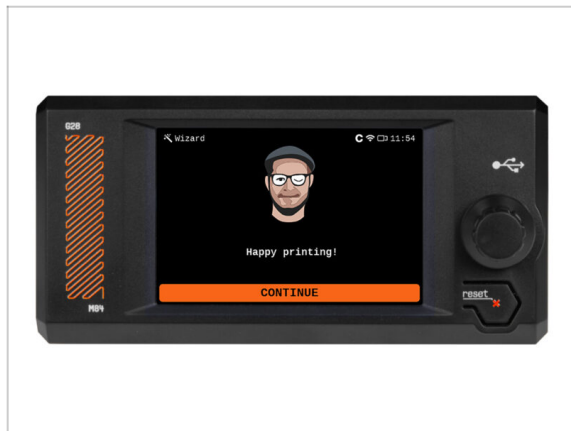 G28
Wizard
C 11:54
Happy printing!
CONTINUE
reset
M84